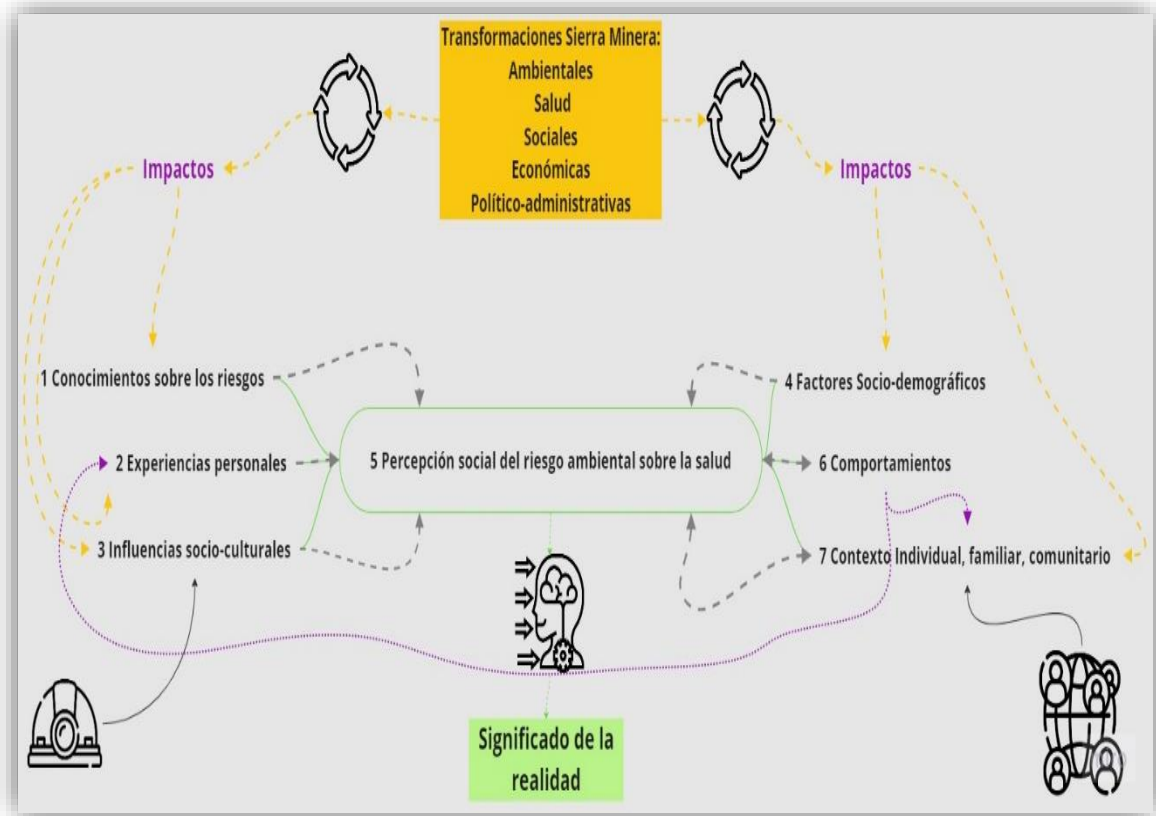 Transformaciones Sierra Minera:
Ambientales
Salud
Sociales
Económicas
Político-administrativas
Impactos
Impactos
1 Conocimientos sobre los riesgos
4 Factores Socio-demográficos
2 Experiencias personales
5 Percepción social del riesgo ambiental sobre la salud
6 Comportamientos
3 Influencias socio-culturales
7 Contexto Individual, familiar, comunitario
Significado de la
realidad